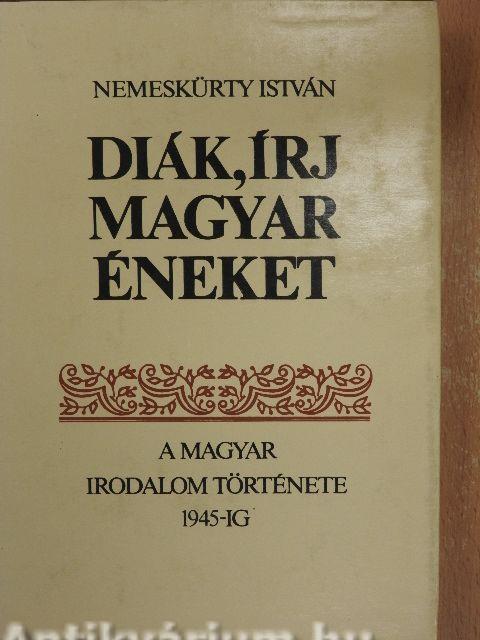 NEMESKÜRTY ISTVÁN
DIÁK, ÍRJ
MAGYAR
ÉNEKET
A MAGYAR
IRODALOM TÖRTÉNETE
1945-IG
Antikvárium.hu